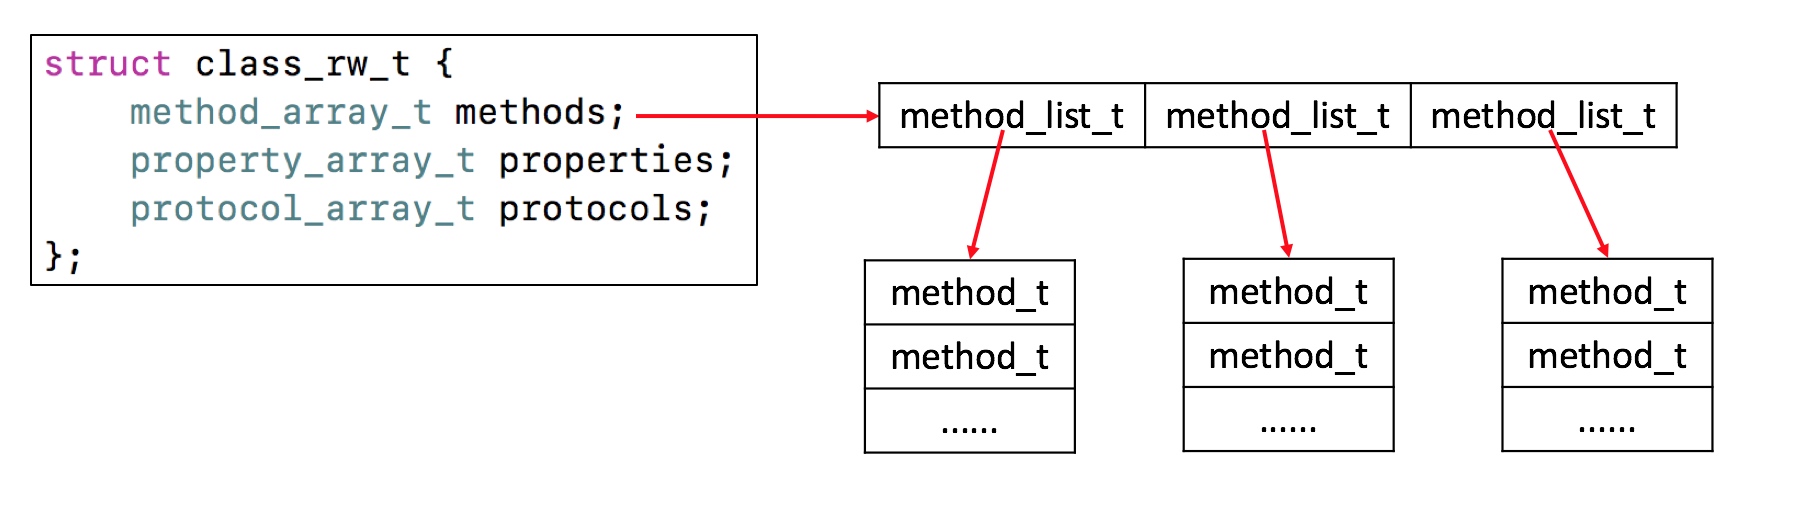 struct class_rw_t {
method_array_t methods;
property_array_t properties;
protocol_array_t protocols;
};
method_list_t method_list_t method_list_t
method_t method_t method_t
method_t method_t method_t
...... ...... ......